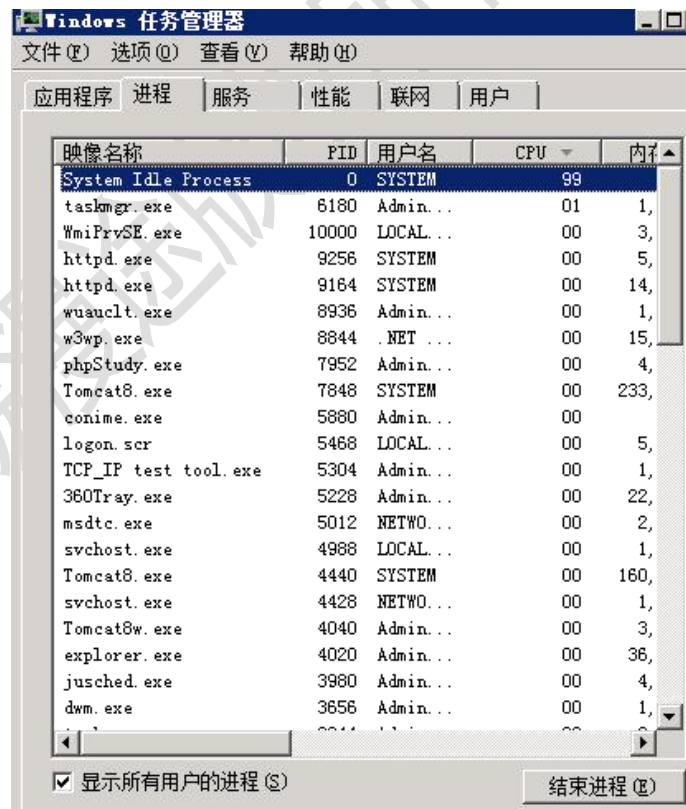 Windows 任务管理器
文件(F) 选项(O) 查看(V) 帮助(H)
应用程序 进程 服务 性能 联网 用户
映像名称 PID 用户名 CPU
System Idle Process 0 SYSTEM 99
taskmgr.exe 6180 Admin... 01 1,
WmiPrvSE.exe 10000 LOCAL... 00 3,
httpd.exe 9256 SYSTEM 00 5,
httpd.exe 9164 SYSTEM 00 14,
wuauclt.exe 8936 Admin... 00 1,
w3wp.exe 8844 .NET ... 00 15,
phpStudy.exe 7952 Admin... 00 4,
Tomcat8.exe 7848 SYSTEM 00 233,
conime.exe 5880 Admin... 00
logon.scr 5468 LOCAL... 00 5,
TCP_IP test tool.exe 5304 Admin... 00 1,
360Tray.exe 5228 Admin... 00 22,
msdtc.exe 5012 NETWO... 00 2,
svchost.exe 4988 LOCAL... 00 1,
Tomcat8.exe 4440 SYSTEM 00 160,
svchost.exe 4428 NETWO... 00 1,
Tomcat8w.exe 4040 Admin... 00 3,
explorer.exe 4020 Admin... 00 36,
jusched.exe 3980 Admin... 00 4,
dwm.exe 3656 Admin... 00 1,
显示所有用户的进程(S) 结束进程(E)